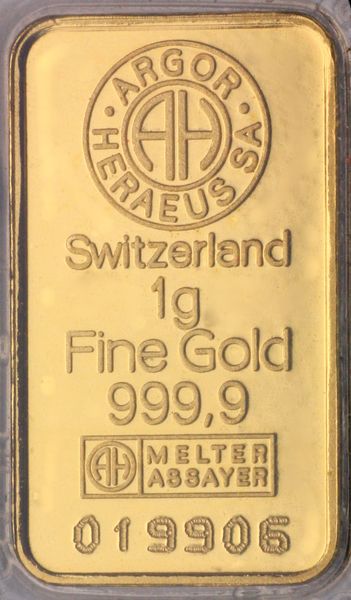 · ARGOR ·
HERAEUS SA
AH
Switzerland
1g
Fine Gold
999,9
AH MELTER
ASSAYER
019906